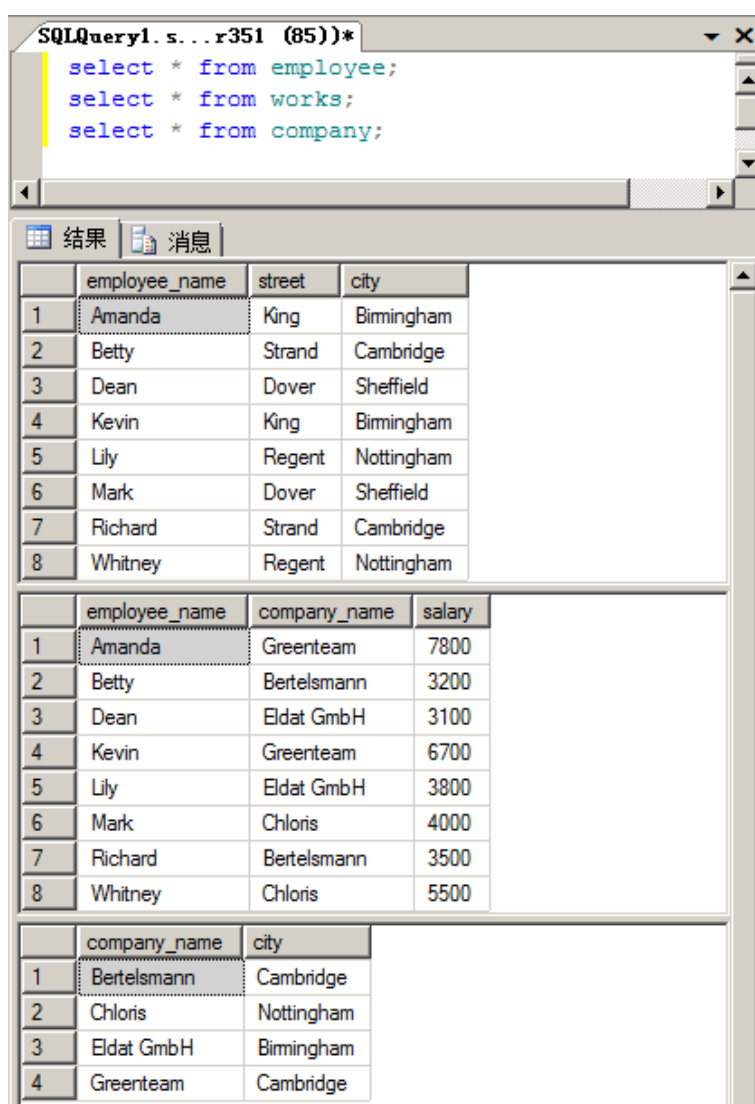 SQLQuery1.s...r351 (85))*
select * from employee;
select * from works;
select * from company;
结果 消息
employee_name street city
1 Amanda King Birmingham
2 Betty Strand Cambridge
3 Dean Dover Sheffield
4 Kevin King Birmingham
5 Lily Regent Nottingham
6 Mark Dover Sheffield
7 Richard Strand Cambridge
8 Whitney Regent Nottingham
employee_name company_name salary
1 Amanda Greenteam 7800
2 Betty Bertelsmann 3200
3 Dean Eldat GmbH 3100
4 Kevin Greenteam 6700
5 Lily Eldat GmbH 3800
6 Mark Chloris 4000
7 Richard Bertelsmann 3500
8 Whitney Chloris 5500
company_name city
1 Bertelsmann Cambridge
2 Chloris Nottingham
3 Eldat GmbH Birmingham
4 Greenteam Cambridge